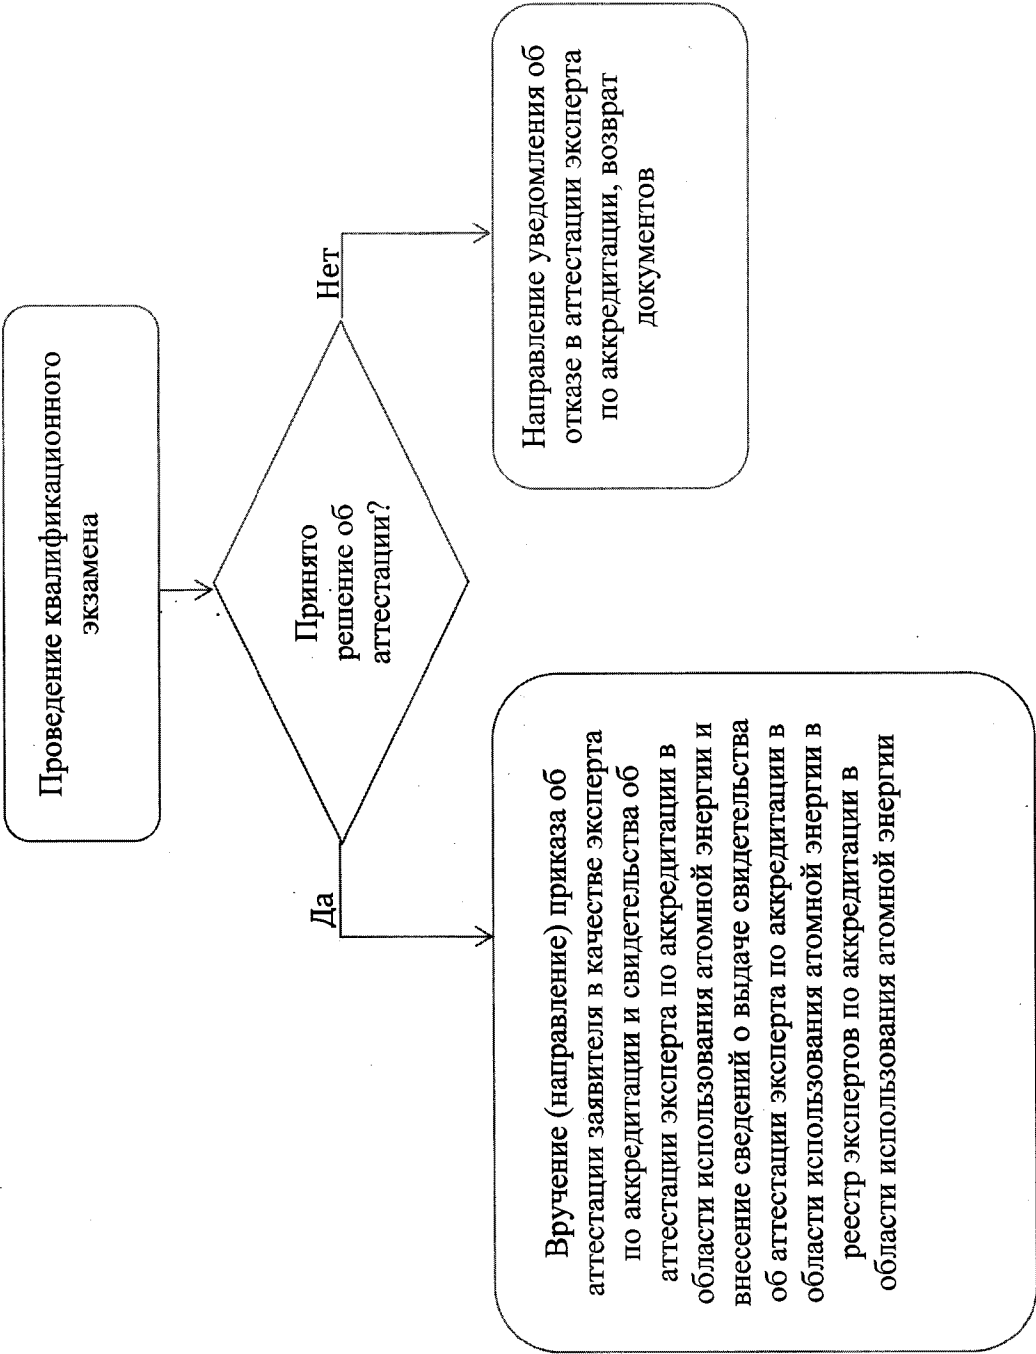 Проведение квалификационного
экзамена
Принято
решение об
аттестации?
Да
Нет
Вручение (направление) приказа об
аттестации заявителя в качестве эксперта
по аккредитации и свидетельства об
аттестации эксперта по аккредитации в
области использования атомной энергии и
внесение сведений о выдаче свидетельства
об аттестации эксперта по аккредитации в
области использования атомной энергии в
реестр экспертов по аккредитации в
области использования атомной энергии
Направление уведомления об
отказе в аттестации эксперта
по аккредитации, возврат
документов